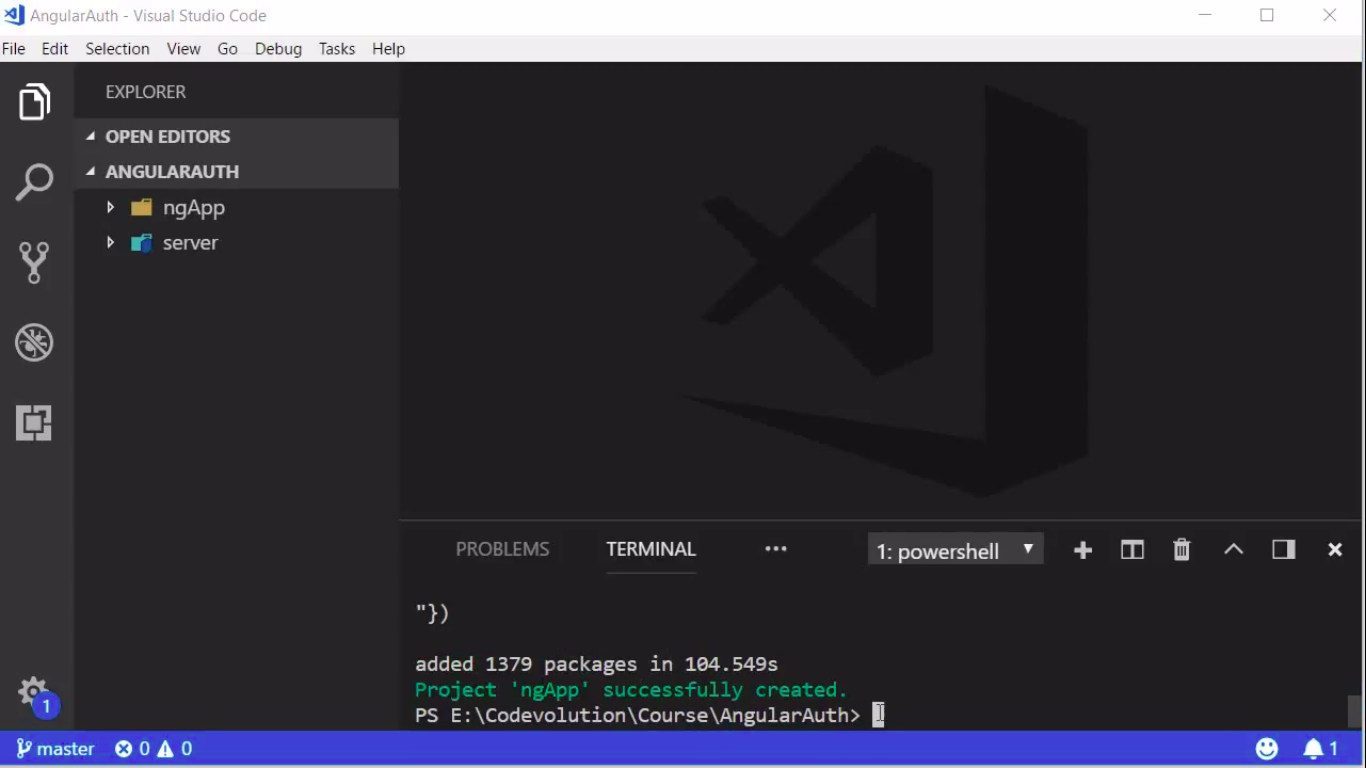 AngularAuth - Visual Studio Code
File Edit Selection View Go Debug Tasks Help
EXPLORER
OPEN EDITORS
ANGULARAUTH
ngApp
server
PROBLEMS TERMINAL ••• 1: powershell
"})
added 1379 packages in 104.549s
Project 'ngApp' successfully created.
PS E:\Codevolution\Course\AngularAuth>
1
master 0 0 1